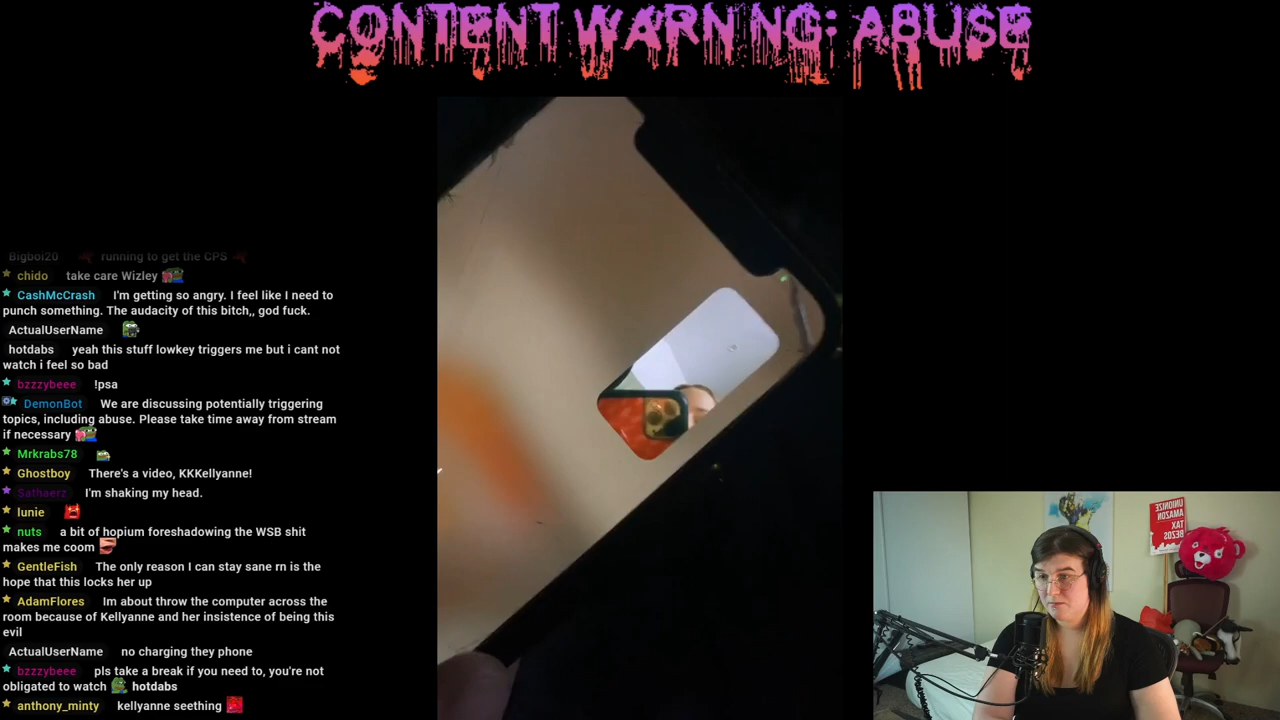 CONTENT WARNING: ABUSE
Bigboi20 running to get the CPS
chido take care Wizley
CashMcCrash I'm getting so angry. I feel like I need to
punch something. The audacity of this bitch,, god fuck.
ActualUserName
hotdabs yeah this stuff lowkey triggers me but i cant not
watch i feel so bad
bzzzybeee !psa
DemonBot We are discussing potentially triggering
topics, including abuse. Please take time away from stream
if necessary
Mrkrabs78
Ghostboy There's a video, KKKellyanne!
Sathaerz I'm shaking my head.
lunie
nuts a bit of hopium foreshadowing the WSB shit
makes me coom
GentleFish The only reason I can stay sane rn is the
hope that this locks her up
AdamFlores Im about throw the computer across the
room because of Kellyanne and her insistence of being this
evil
ActualUserName no charging they phone
bzzzybeee pls take a break if you need to, you're not
obligated to watch hotdabs
anthony_minty kellyanne seething
UNIONIZE
AMAZON
TAX
BEZOS